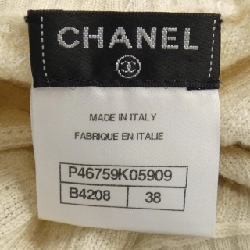 CHANEL
MADE IN ITALY
FABRIQUE EN ITALIE
P46759K05909
B4208 38